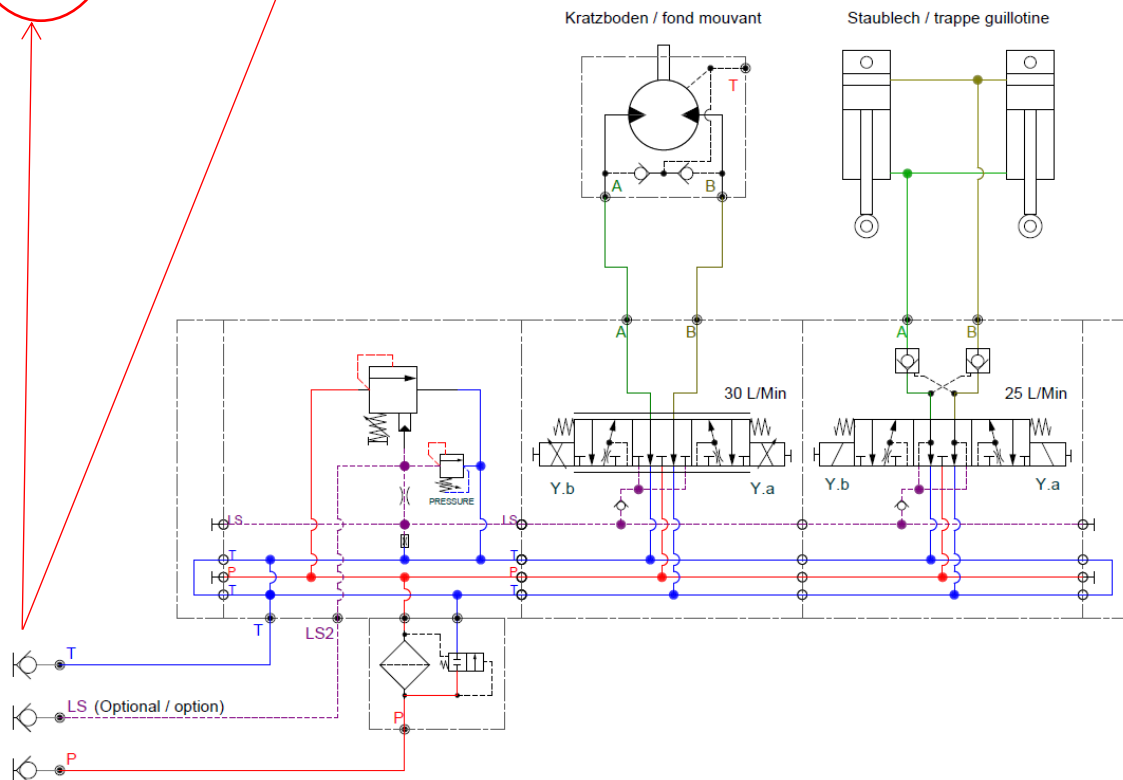 Kratzboden / fond mouvant
Staublech / trappe guillotine
T
A
B
A
B
A
B
30 L/Min
25 L/Min
Y.b
Y.a
Y.b
Y.a
PRESSURE
LS
LS
T
T
P
P
T
T
T
LS2
T
LS (Optional / option)
P
P